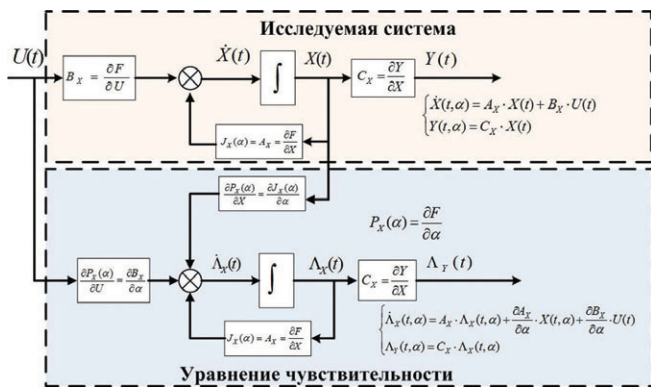 Исследуемая система
U(t)
B_X = ∂F/∂U
Ẋ(t)
∫
X(t)
C_X = ∂Y/∂X
Y(t)
{Ẋ(t,α) = A_X · X(t) + B_X · U(t)
Y(t,α) = C_X · X(t)
J_X(α) = A_X = ∂F/∂X
∂P_X(α)/∂X = ∂J_X(α)/∂α
P_X(α) = ∂F/∂α
∂P_X(α)/∂U = ∂B_X/∂α
Λ̇_X(t)
∫
Λ_X(t)
C_X = ∂Y/∂X
Λ_Y(t)
{Λ̇_X(t,α) = A_X · Λ_X(t,α) + ∂A_X/∂α · X(t,α) + ∂B_X/∂α · U(t)
Λ_Y(t,α) = C_X · Λ_X(t,α)
J_X(α) = A_X = ∂F/∂X
Уравнение чувствительности